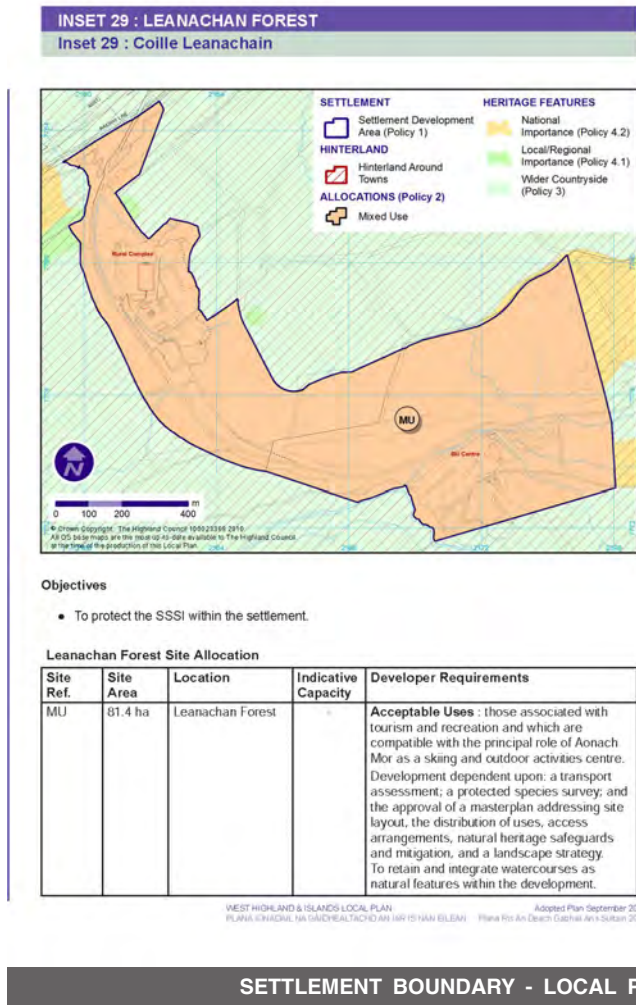 INSET 29 : LEANACHAN FOREST
Inset 29 : Coille Leanachain
SETTLEMENT
Settlement Development
Area (Policy 1)
HINTERLAND
Hinterland Around
Towns
ALLOCATIONS (Policy 2)
Mixed Use
HERITAGE FEATURES
National
Importance (Policy 4.2)
Local/Regional
Importance (Policy 4.1)
Wider Countryside
(Policy 3)
Rural Complex
MU
Ski Centre
N
m
0 100 200 400
© Crown Copyright. The Highland Council 2010.
All OS base maps are the most up-to-date available to The Highland Council
at the time of the production of this Local Plan.
Objectives
• To protect the SSSI within the settlement.
Leanachan Forest Site Allocation
Site
Ref.
Site
Area
Location
Indicative
Capacity
Developer Requirements
MU
81.4 ha
Leanachan Forest
-
Acceptable Uses : those associated with
tourism and recreation and which are
compatible with the principal role of Aonach
Mor as a skiing and outdoor activities centre.
Development dependent upon: a transport
assessment; a protected species survey; and
the approval of a masterplan addressing site
layout, the distribution of uses, access
arrangements, natural heritage safeguards
and mitigation, and a landscape strategy.
To retain and integrate watercourses as
natural features within the development.
WEST HIGHLAND & ISLANDS LOCAL PLAN
Adopted Plan September 20
SETTLEMENT BOUNDARY - LOCAL P